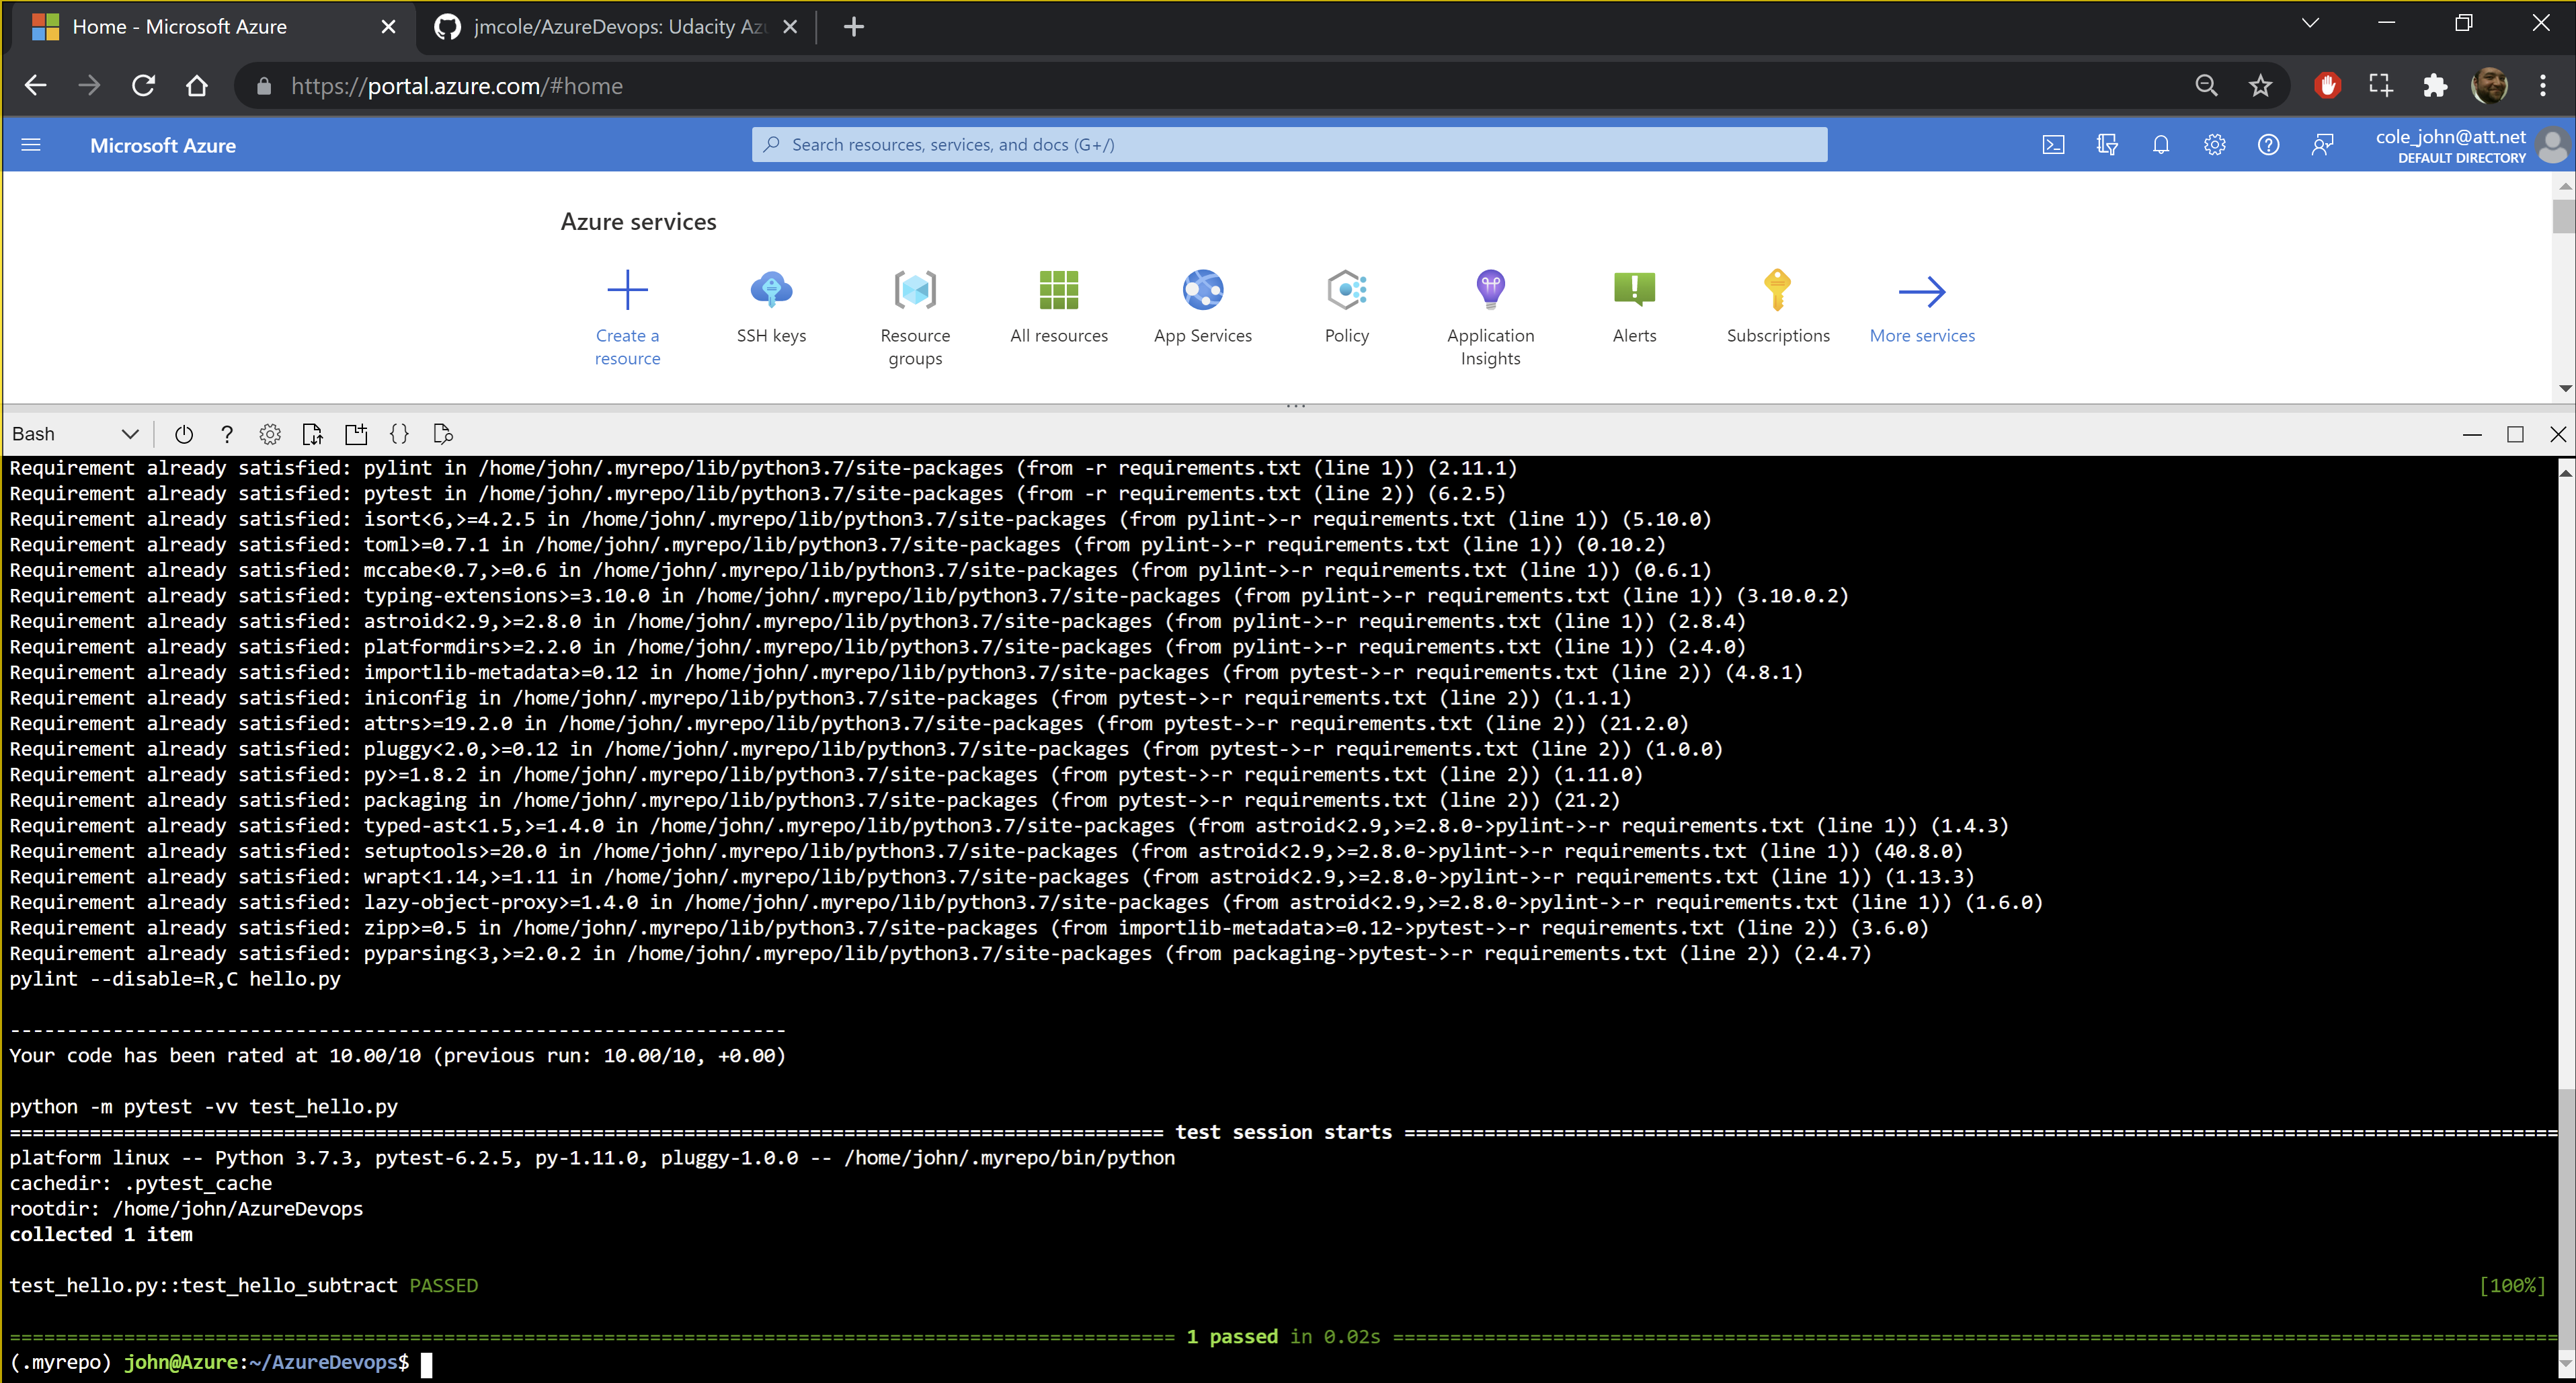 Home - Microsoft Azure
jmcole/AzureDevops: Udacity Az
https://portal.azure.com/#home
Microsoft Azure
Search resources, services, and docs (G+/)
cole_john@att.net
DEFAULT DIRECTORY
Azure services
Create a resource
SSH keys
Resource groups
All resources
App Services
Policy
Application Insights
Alerts
Subscriptions
More services
Bash
Requirement already satisfied: pylint in /home/john/.myrepo/lib/python3.7/site-packages (from -r requirements.txt (line 1)) (2.11.1)
Requirement already satisfied: pytest in /home/john/.myrepo/lib/python3.7/site-packages (from -r requirements.txt (line 2)) (6.2.5)
Requirement already satisfied: isort<6,>=4.2.5 in /home/john/.myrepo/lib/python3.7/site-packages (from pylint->-r requirements.txt (line 1)) (5.10.0)
Requirement already satisfied: toml>=0.7.1 in /home/john/.myrepo/lib/python3.7/site-packages (from pylint->-r requirements.txt (line 1)) (0.10.2)
Requirement already satisfied: mccabe<0.7,>=0.6 in /home/john/.myrepo/lib/python3.7/site-packages (from pylint->-r requirements.txt (line 1)) (0.6.1)
Requirement already satisfied: typing-extensions>=3.10.0 in /home/john/.myrepo/lib/python3.7/site-packages (from pylint->-r requirements.txt (line 1)) (3.10.0.2)
Requirement already satisfied: astroid<2.9,>=2.8.0 in /home/john/.myrepo/lib/python3.7/site-packages (from pylint->-r requirements.txt (line 1)) (2.8.4)
Requirement already satisfied: platformdirs>=2.2.0 in /home/john/.myrepo/lib/python3.7/site-packages (from pylint->-r requirements.txt (line 1)) (2.4.0)
Requirement already satisfied: importlib-metadata>=0.12 in /home/john/.myrepo/lib/python3.7/site-packages (from pytest->-r requirements.txt (line 2)) (4.8.1)
Requirement already satisfied: iniconfig in /home/john/.myrepo/lib/python3.7/site-packages (from pytest->-r requirements.txt (line 2)) (1.1.1)
Requirement already satisfied: attrs>=19.2.0 in /home/john/.myrepo/lib/python3.7/site-packages (from pytest->-r requirements.txt (line 2)) (21.2.0)
Requirement already satisfied: pluggy<2.0,>=0.12 in /home/john/.myrepo/lib/python3.7/site-packages (from pytest->-r requirements.txt (line 2)) (1.0.0)
Requirement already satisfied: py>=1.8.2 in /home/john/.myrepo/lib/python3.7/site-packages (from pytest->-r requirements.txt (line 2)) (1.11.0)
Requirement already satisfied: packaging in /home/john/.myrepo/lib/python3.7/site-packages (from pytest->-r requirements.txt (line 2)) (21.2)
Requirement already satisfied: typed-ast<1.5,>=1.4.0 in /home/john/.myrepo/lib/python3.7/site-packages (from astroid<2.9,>=2.8.0->pylint->-r requirements.txt (line 1)) (1.4.3)
Requirement already satisfied: setuptools>=20.0 in /home/john/.myrepo/lib/python3.7/site-packages (from astroid<2.9,>=2.8.0->pylint->-r requirements.txt (line 1)) (40.8.0)
Requirement already satisfied: wrapt<1.14,>=1.11 in /home/john/.myrepo/lib/python3.7/site-packages (from astroid<2.9,>=2.8.0->pylint->-r requirements.txt (line 1)) (1.13.3)
Requirement already satisfied: lazy-object-proxy>=1.4.0 in /home/john/.myrepo/lib/python3.7/site-packages (from astroid<2.9,>=2.8.0->pylint->-r requirements.txt (line 1)) (1.6.0)
Requirement already satisfied: zipp>=0.5 in /home/john/.myrepo/lib/python3.7/site-packages (from importlib-metadata>=0.12->pytest->-r requirements.txt (line 2)) (3.6.0)
Requirement already satisfied: pyparsing<3,>=2.0.2 in /home/john/.myrepo/lib/python3.7/site-packages (from packaging->pytest->-r requirements.txt (line 2)) (2.4.7)
pylint --disable=R,C hello.py
--------------------------------------------------------------------
Your code has been rated at 10.00/10 (previous run: 10.00/10, +0.00)
python -m pytest -vv test_hello.py
===== test session starts =====
platform linux -- Python 3.7.3, pytest-6.2.5, py-1.11.0, pluggy-1.0.0 -- /home/john/.myrepo/bin/python
cachedir: .pytest_cache
rootdir: /home/john/AzureDevops
collected 1 item
test_hello.py::test_hello_subtract PASSED [100%]
===== 1 passed in 0.02s =====
(.myrepo) john@Azure:~/AzureDevops$